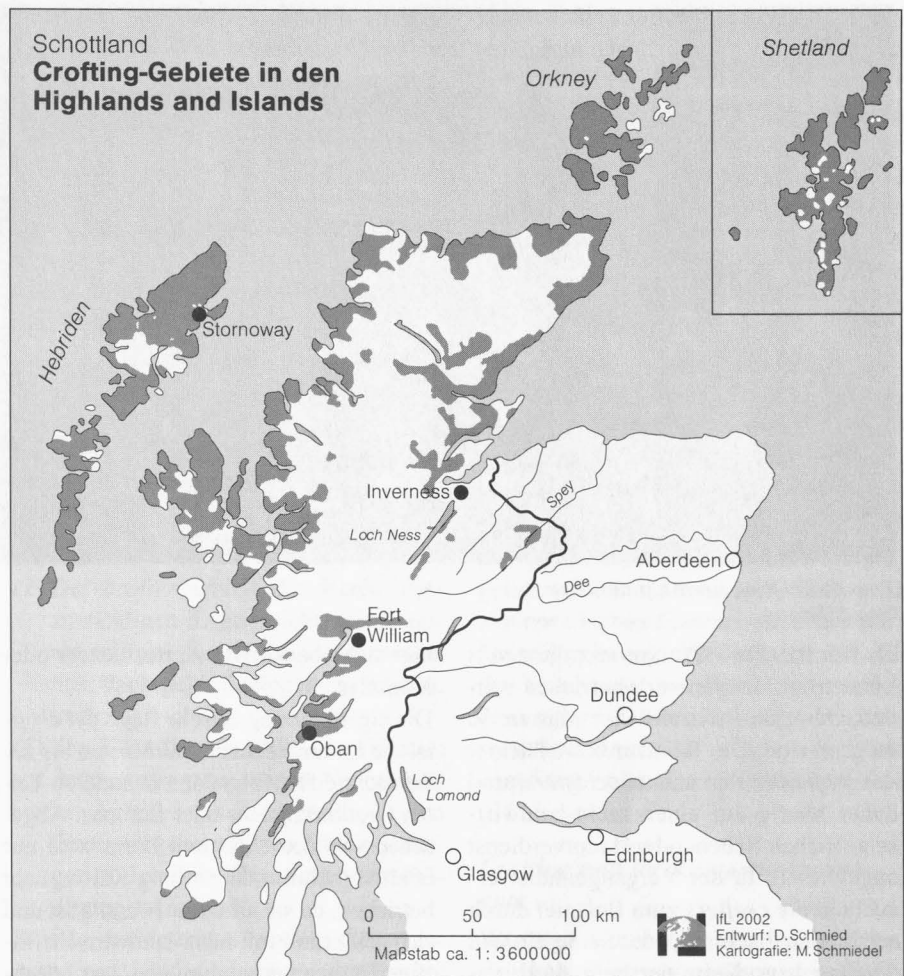 Schottland
Crofting-Gebiete in den
Highlands and Islands
Orkney
Shetland
Hebriden
Stornoway
Inverness
Spey
Loch Ness
Aberdeen
Dee
Fort
William
Dundee
Oban
Loch
Lomond
Edinburgh
Glasgow
0 50 100 km
Maßstab ca. 1: 3600000
IfL 2002
Entwurf: D.Schmied
Kartografie: M.Schmiedel